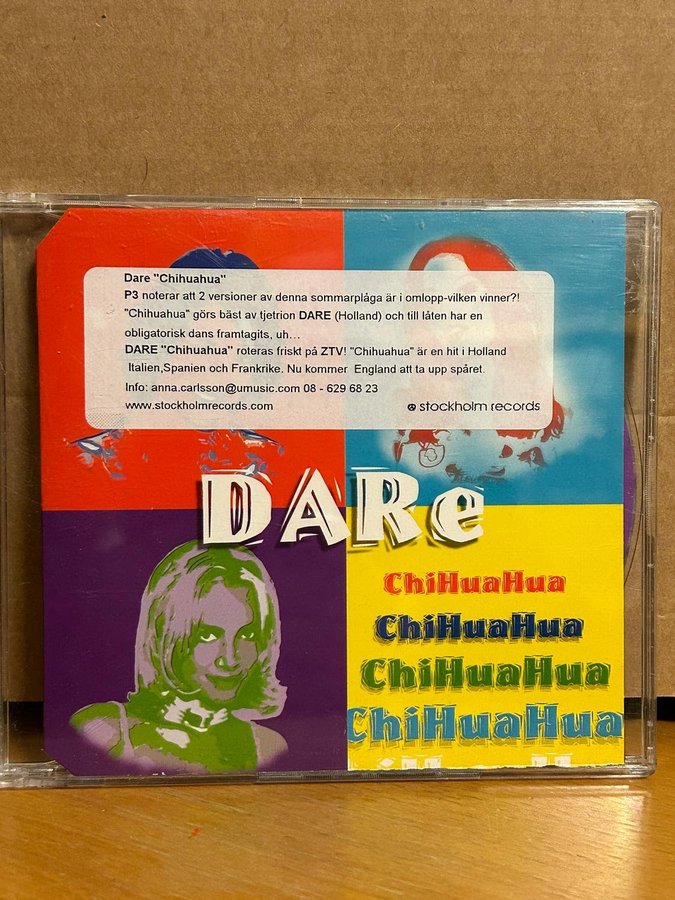 Dare "Chihuahua"
P3 noterar att 2 versioner av denna sommarplåga är i omlopp-vilken vinner?!
"Chihuahua" görs bäst av tjetrion DARE (Holland) och till låten har en
obligatorisk dans framtagits, uh...
DARE "Chihuahua" roteras friskt på ZTV! "Chihuahua" är en hit i Holland
Italien,Spanien och Frankrike. Nu kommer England att ta upp spåret.
Info: anna.carlsson@umusic.com 08 - 629 68 23
www.stockholmrecords.com
stockholm records
DARe
ChiHuaHua
ChiHuaHua
ChiHuaHua
ChiHuaHua